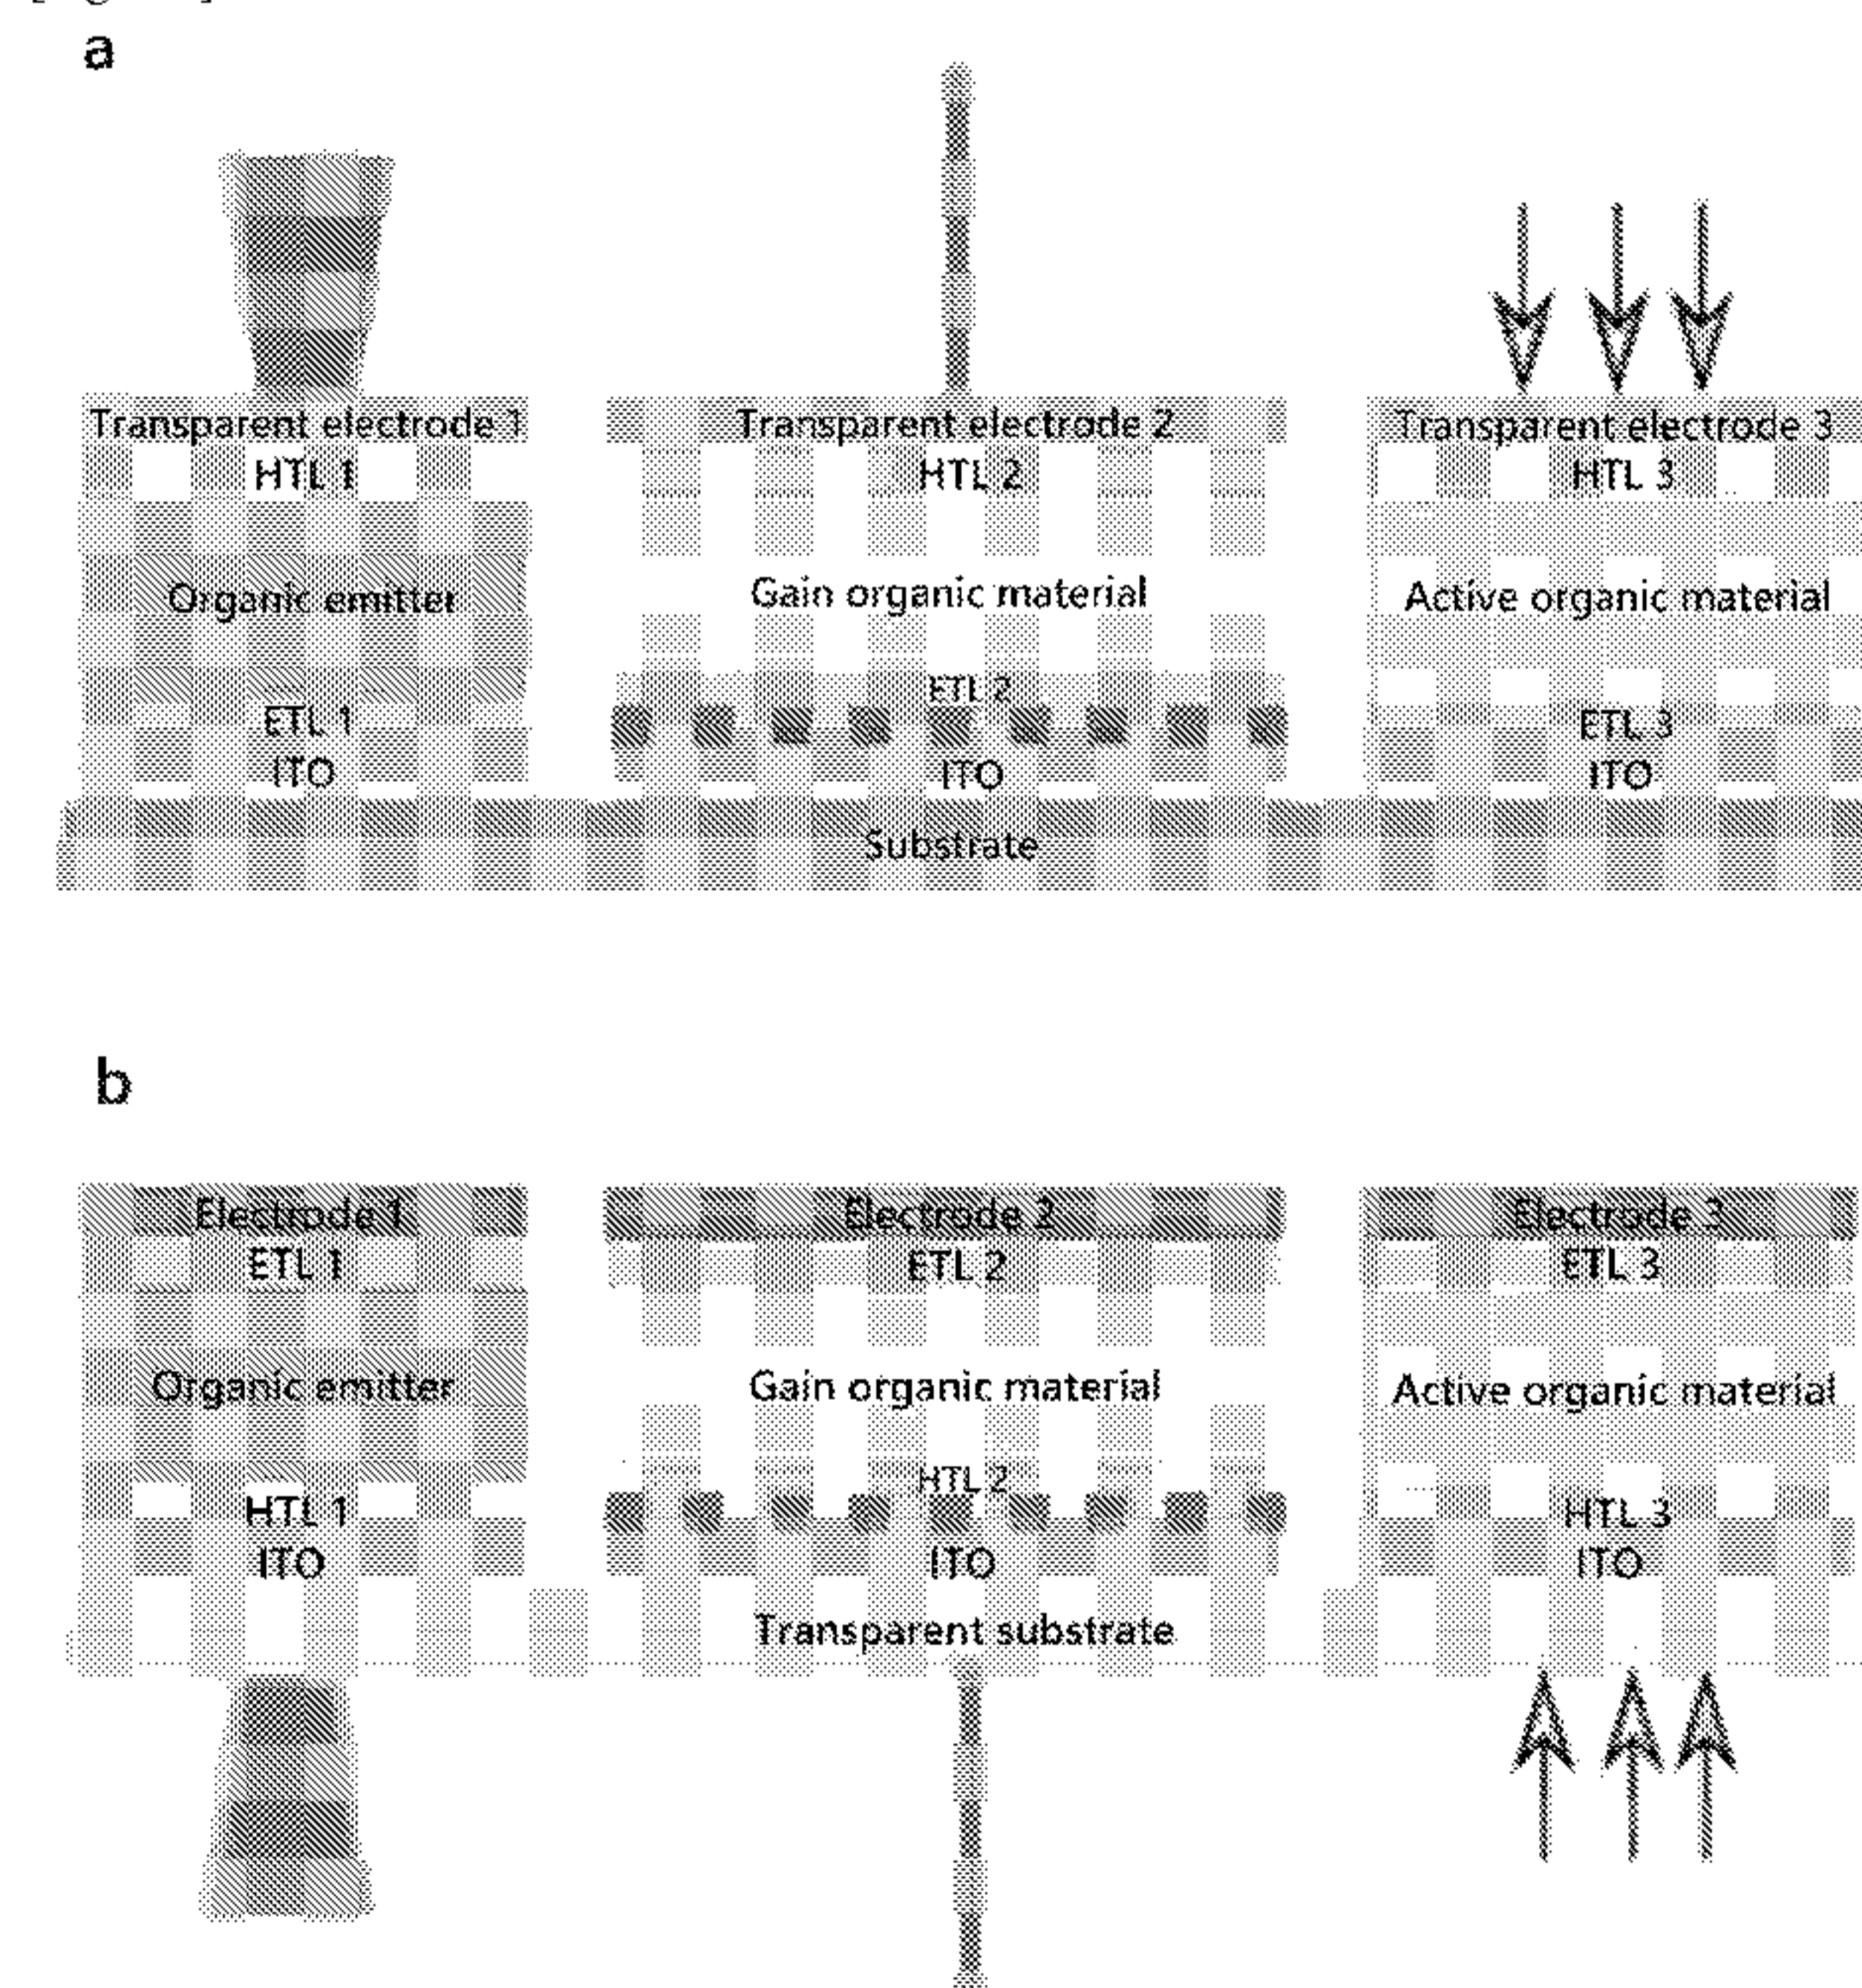 a
Transparent electrode 1
Transparent electrode 2
Transparent electrode 3
HTL 1
HTL 2
HTL 3
Organic emitter
Gain organic material
Active organic material
ETL 1
ETL 2
ETL 3
ITO
ITO
ITO
Substrate
b
Electrode 1
Electrode 2
Electrode 3
ETL 1
ETL 2
ETL 3
Organic emitter
Gain organic material
Active organic material
HTL 1
HTL 2
HTL 3
ITO
ITO
ITO
Transparent substrate